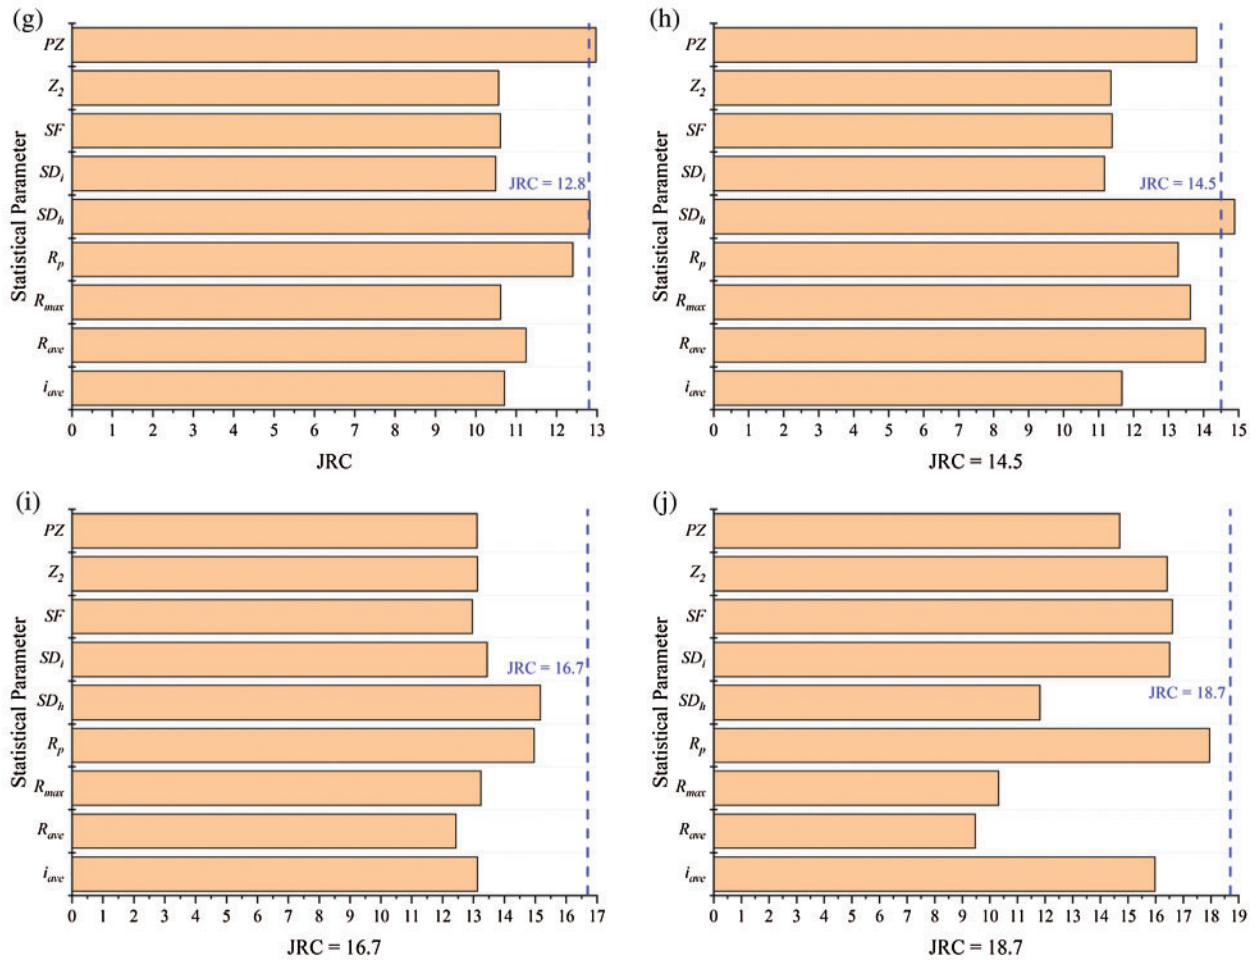 (g)
Statistical Parameter
PZ
Z2
SF
SDi
JRC = 12.8
SDh
Rp
Rmax
Rave
iave
0 1 2 3 4 5 6 7 8 9 10 11 12 13
JRC
(h)
Statistical Parameter
PZ
Z2
SF
SDi
JRC = 14.5
SDh
Rp
Rmax
Rave
iave
0 1 2 3 4 5 6 7 8 9 10 11 12 13 14 15
JRC = 14.5
(i)
Statistical Parameter
PZ
Z2
SF
SDi
JRC = 16.7
SDh
Rp
Rmax
Rave
iave
0 1 2 3 4 5 6 7 8 9 10 11 12 13 14 15 16 17
JRC = 16.7
(j)
Statistical Parameter
PZ
Z2
SF
SDi
JRC = 18.7
SDh
Rp
Rmax
Rave
iave
0 1 2 3 4 5 6 7 8 9 10 11 12 13 14 15 16 17 18 19
JRC = 18.7